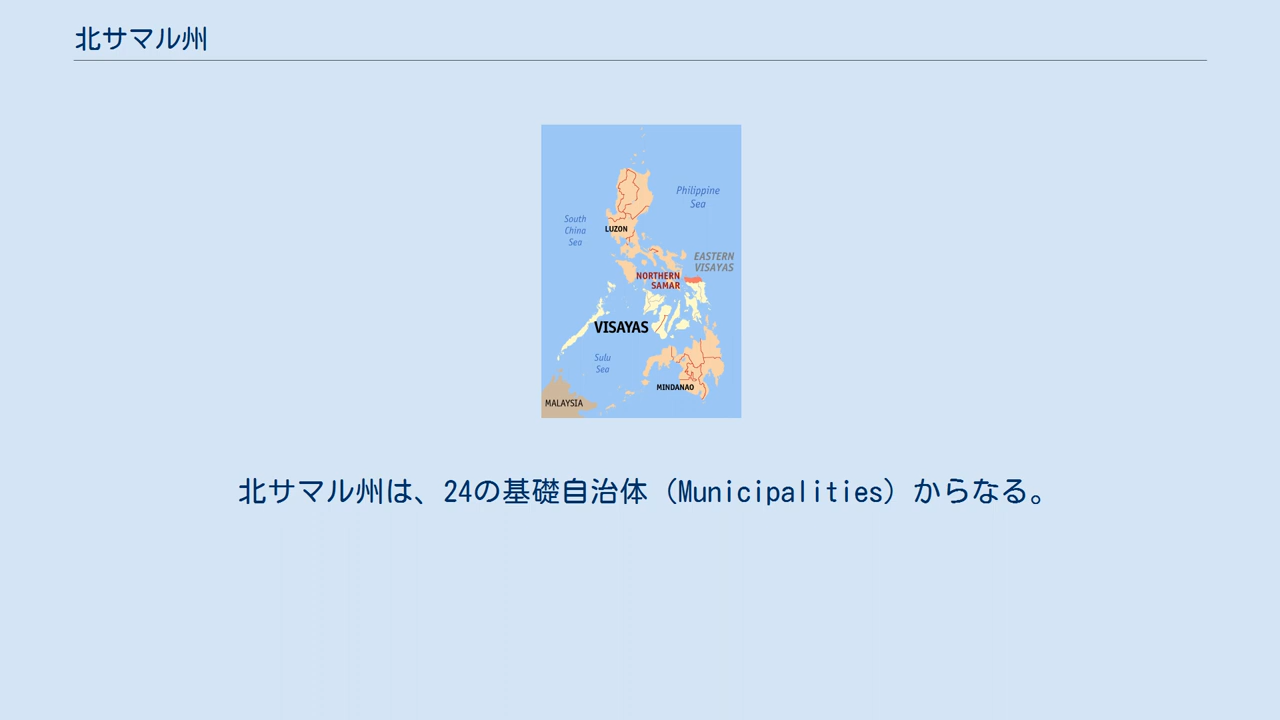 北サマル州
Philippine
Sea
South
China
Sea
LUZON
EASTERN
VISAYAS
NORTHERN
SAMAR
VISAYAS
Sulu
Sea
MINDANAO
MALAYSIA
北サマル州は、24の基礎自治体（Municipalities）からなる。